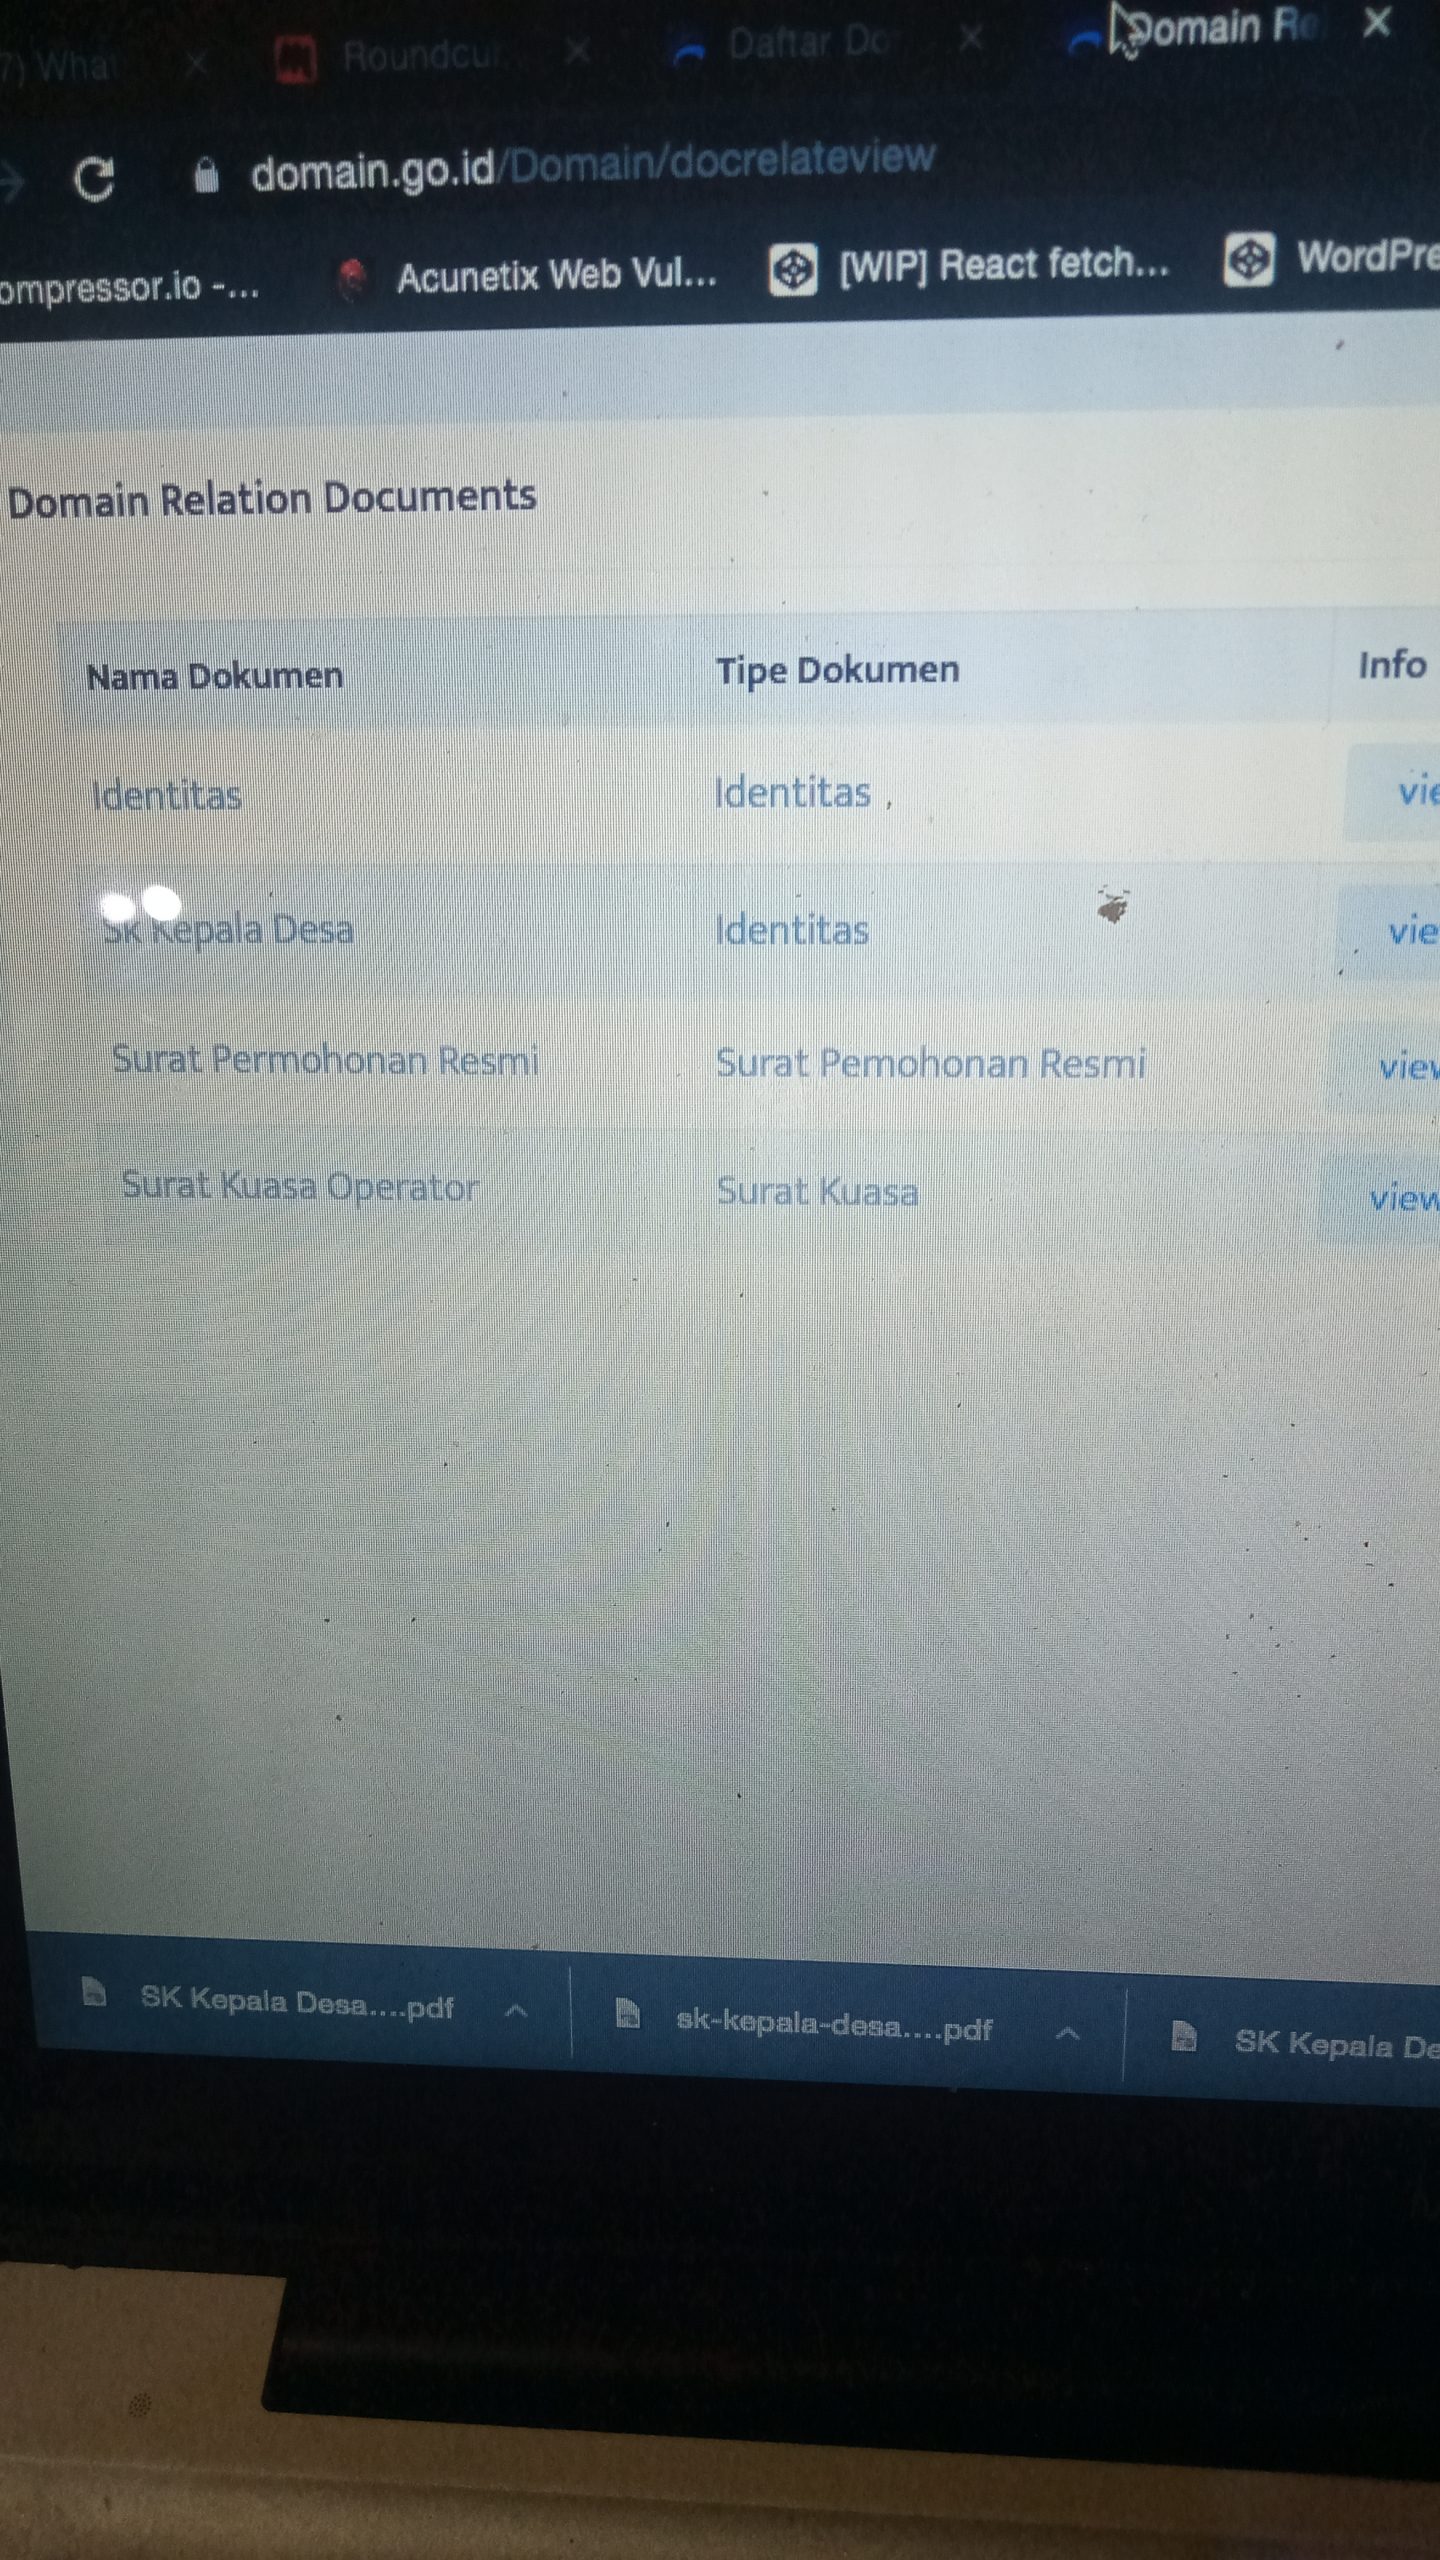 7) What
Roundcu
Daftar Do
Domain Re
domain.go.id/Domain/docrelateview
ompressor.io -...
Acunetix Web Vul...
[WIP] React fetch...
WordPre
Domain Relation Documents
Nama Dokumen Tipe Dokumen Info
Identitas Identitas vie
SK Kepala Desa Identitas vie
Surat Permohonan Resmi Surat Pemohonan Resmi view
Surat Kuasa Operator Surat Kuasa view
SK Kepala Desa....pdf
sk-kepala-desa....pdf
SK Kepala De